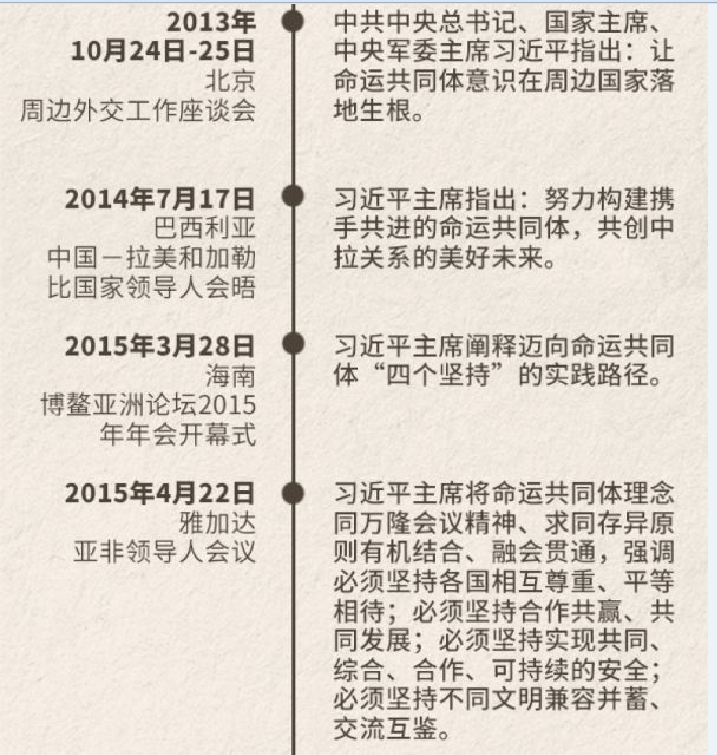 2013年
10月24日-25日
北京
周边外交工作座谈会
中共中央总书记、国家主席、
中央军委主席习近平指出：让
命运共同体意识在周边国家落
地生根。
2014年7月17日
巴西利亚
中国－拉美和加勒
比国家领导人会晤
习近平主席指出：努力构建携
手共进的命运共同体，共创中
拉关系的美好未来。
2015年3月28日
海南
博鳌亚洲论坛2015
年年会开幕式
习近平主席阐释迈向命运共同
体“四个坚持”的实践路径。
2015年4月22日
雅加达
亚非领导人会议
习近平主席将命运共同体理念
同万隆会议精神、求同存异原
则有机结合、融会贯通，强调
必须坚持各国相互尊重、平等
相待；必须坚持合作共赢、共
同发展；必须坚持实现共同、
综合、合作、可持续的安全；
必须坚持不同文明兼容并蓄、
交流互鉴。